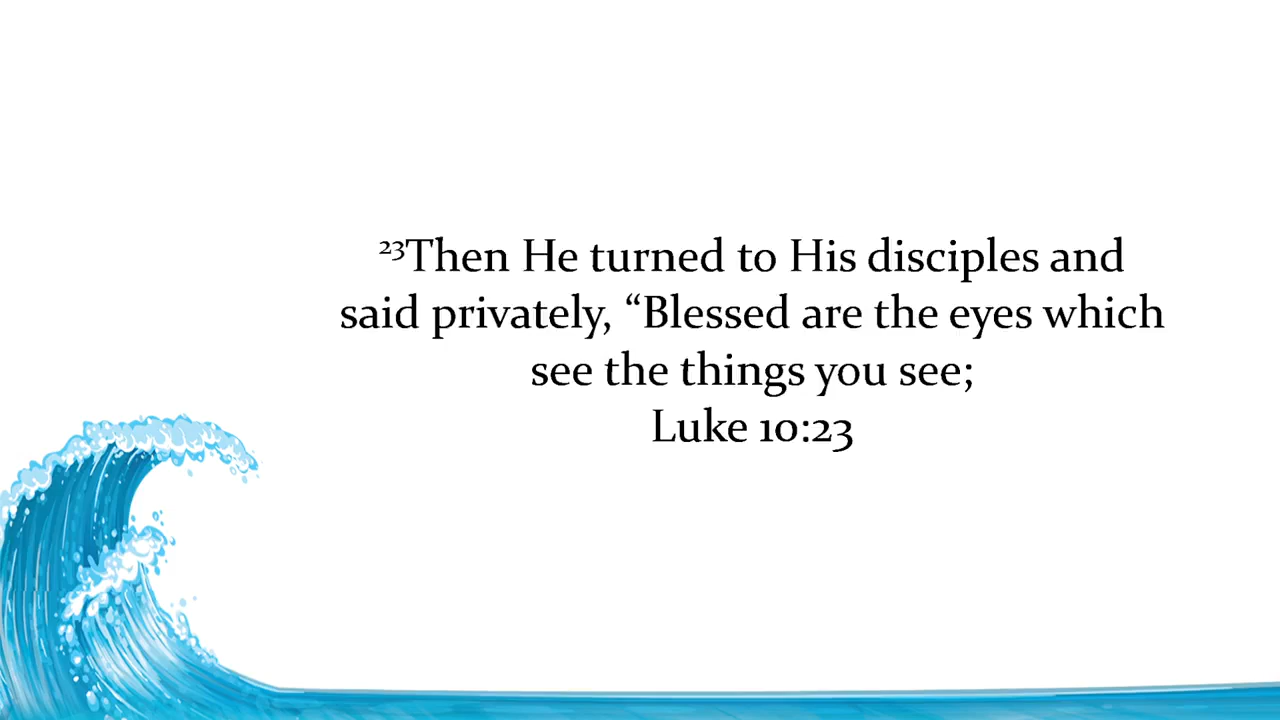 ²³Then He turned to His disciples and
said privately, “Blessed are the eyes which
see the things you see;
Luke 10:23